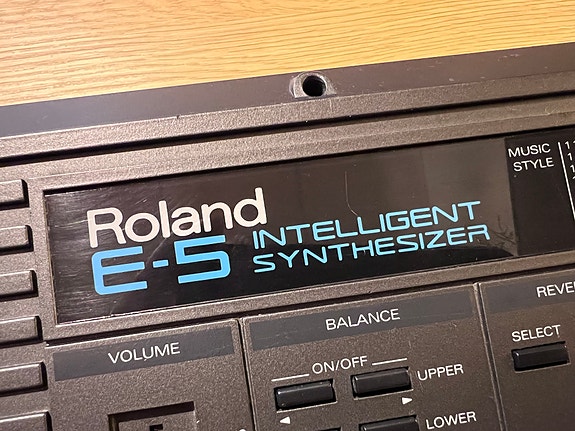 Roland
E-5 INTELLIGENT
SYNTHESIZER
MUSIC
STYLE
VOLUME
BALANCE
ON/OFF
UPPER
LOWER
SELECT